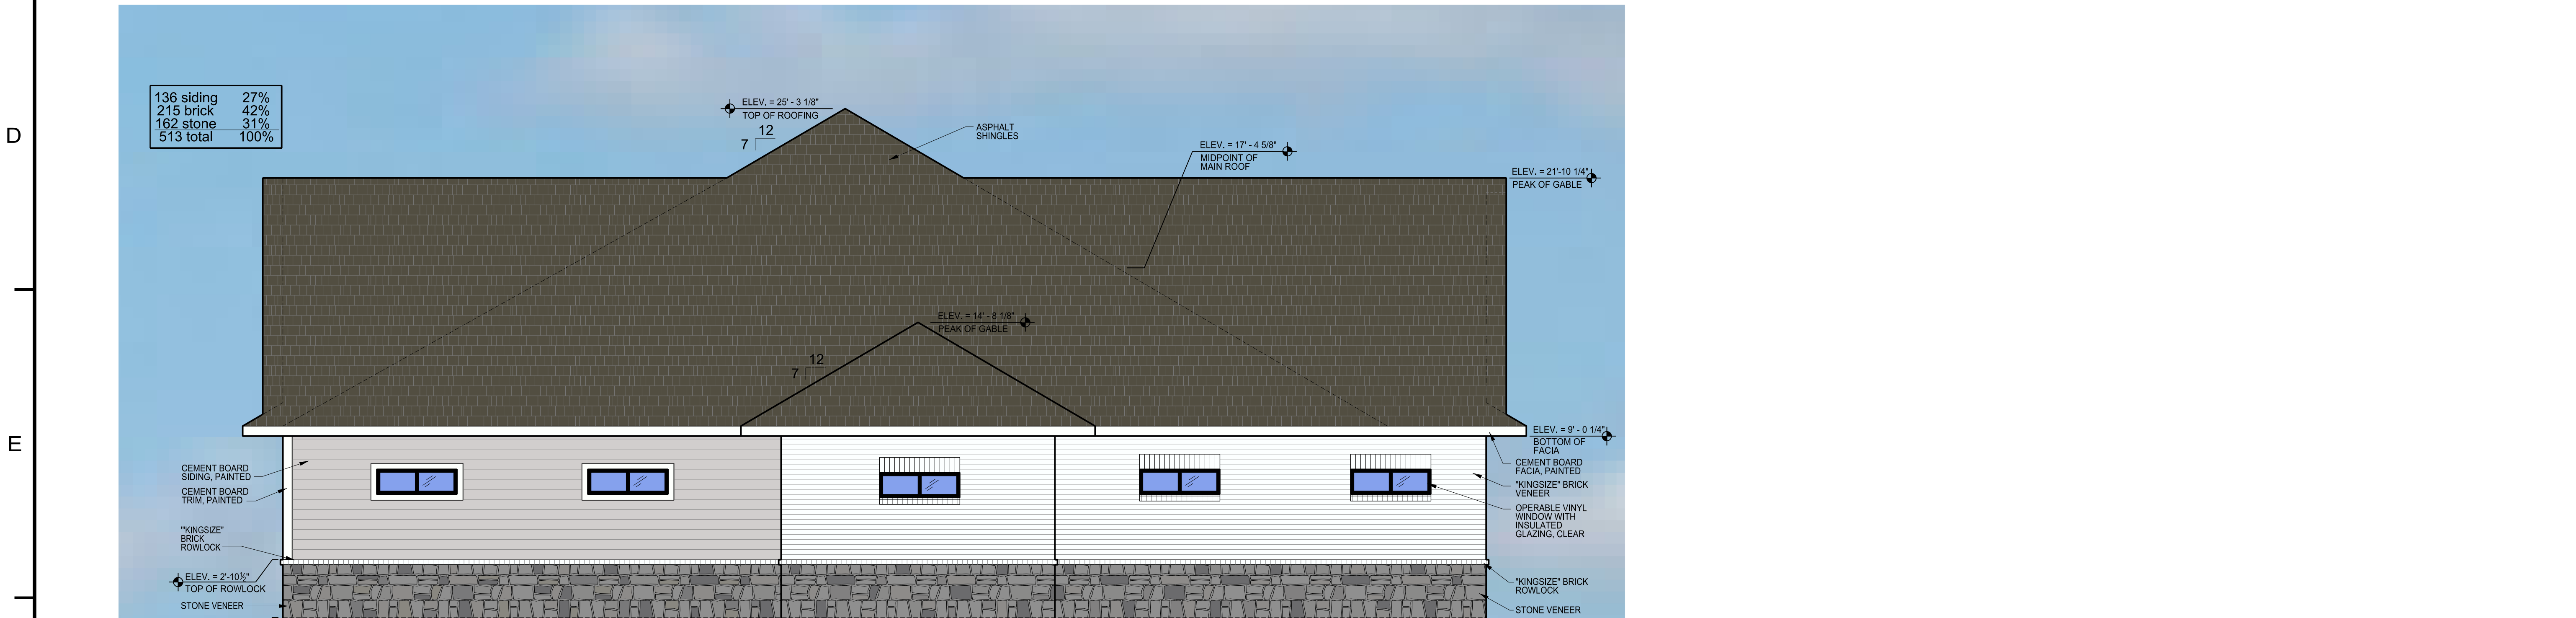 D
E
136 siding 27%
215 brick 42%
162 stone 31%
513 total 100%
ELEV. = 25' - 3 1/8"
TOP OF ROOFING
12
7
ASPHALT
SHINGLES
ELEV. = 17' - 4 5/8"
MIDPOINT OF
MAIN ROOF
ELEV. = 21'-10 1/4"
PEAK OF GABLE
ELEV. = 14' - 8 1/8"
PEAK OF GABLE
12
7
ELEV. = 9' - 0 1/4"
BOTTOM OF
FACIA
CEMENT BOARD
FACIA, PAINTED
"KINGSIZE" BRICK
VENEER
OPERABLE VINYL
WINDOW WITH
INSULATED
GLAZING, CLEAR
"KINGSIZE" BRICK
ROWLOCK
STONE VENEER
CEMENT BOARD
SIDING, PAINTED
CEMENT BOARD
TRIM, PAINTED
"KINGSIZE"
BRICK
ROWLOCK
ELEV. = 2'-10½"
TOP OF ROWLOCK
STONE VENEER